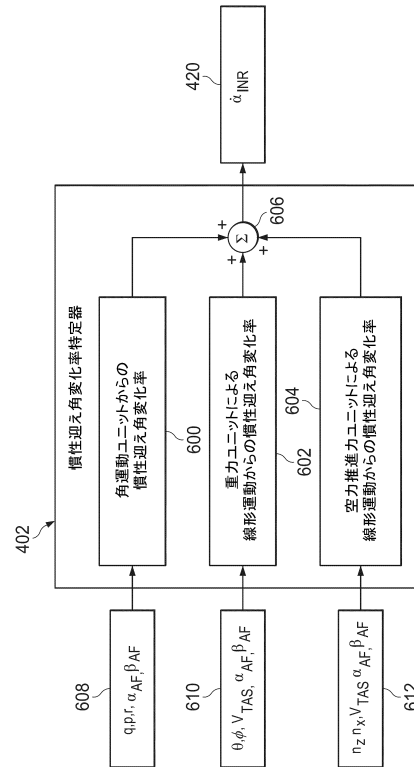 402
慣性迎え角変化率特定器
608
q,p,r, αAF,βAF
角運動ユニットからの
慣性迎え角変化率
600
610
θ,ϕ, VTAS, αAF,βAF
重力ユニットによる
線形運動からの慣性迎え角変化率
602
612
nz nx,VTAS αAF,βAF
空力推進力ユニットによる
線形運動からの慣性迎え角変化率
604
+
+
+
Σ
606
420
α̇INR